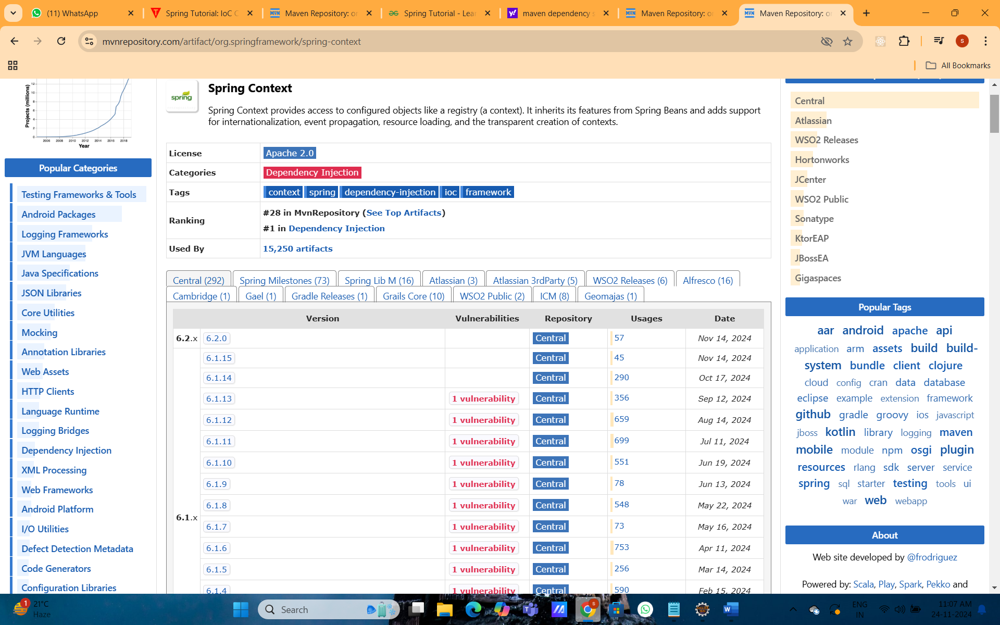 (11) WhatsApp
Spring Tutorial: IoC C
Maven Repository: or
Spring Tutorial - Lear
maven dependency s
Maven Repository: or
Maven Repository: or
mvnrepository.com/artifact/org.springframework/spring-context
S
All Bookmarks
Projects (millions)
12
10
8
6
4
2
0
2006 2008 2010 2012 2014 2016 2018
Year
Popular Categories
Testing Frameworks & Tools
Android Packages
Logging Frameworks
JVM Languages
Java Specifications
JSON Libraries
Core Utilities
Mocking
Annotation Libraries
Web Assets
HTTP Clients
Language Runtime
Logging Bridges
Dependency Injection
XML Processing
Web Frameworks
Android Platform
I/O Utilities
Defect Detection Metadata
Code Generators
Configuration Libraries
spring
Spring Context
Spring Context provides access to configured objects like a registry (a context). It inherits its features from Spring Beans and adds support
for internationalization, event propagation, resource loading, and the transparent creation of contexts.
License Apache 2.0
Categories Dependency Injection
Tags context spring dependency-injection ioc framework
Ranking #28 in MvnRepository (See Top Artifacts)
#1 in Dependency Injection
Used By 15,250 artifacts
Central (292) Spring Milestones (73) Spring Lib M (16) Atlassian (3) Atlassian 3rdParty (5) WSO2 Releases (6) Alfresco (16)
Cambridge (1) Gael (1) Gradle Releases (1) Grails Core (10) WSO2 Public (2) ICM (8) Geomajas (1)
Version Vulnerabilities Repository Usages Date
6.2.x 6.2.0 Central 57 Nov 14, 2024
6.1.15 Central 45 Nov 14, 2024
6.1.14 Central 290 Oct 17, 2024
6.1.13 1 vulnerability Central 356 Sep 12, 2024
6.1.12 1 vulnerability Central 659 Aug 14, 2024
6.1.11 1 vulnerability Central 699 Jul 11, 2024
6.1.10 1 vulnerability Central 551 Jun 19, 2024
6.1.9 1 vulnerability Central 78 Jun 13, 2024
6.1.8 1 vulnerability Central 548 May 22, 2024
6.1.x
6.1.7 1 vulnerability Central 73 May 16, 2024
6.1.6 1 vulnerability Central 753 Apr 11, 2024
6.1.5 1 vulnerability Central 256 Mar 14, 2024
6.1.4 1 vulnerability Central 590 Feb 15, 2024
Central
Atlassian
WSO2 Releases
Hortonworks
JCenter
WSO2 Public
Sonatype
KtorEAP
JBossEA
Gigaspaces
Popular Tags
aar android apache api
application arm assets build build-
system bundle client clojure
cloud config cran data database
eclipse example extension framework
github gradle groovy ios javascript
jboss kotlin library logging maven
mobile module npm osgi plugin
resources rlang sdk server service
spring sql starter testing tools ui
war web webapp
About
Web site developed by @frodriguez
Powered by: Scala, Play, Spark, Pekko and
1
21°C
Haze
Search
ENG
IN
11:07 AM
24-11-2024